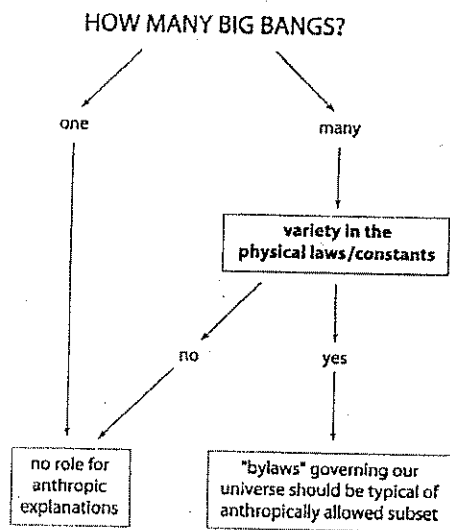 HOW MANY BIG BANGS?
one
many
variety in the
physical laws/constants
no
yes
no role for
anthropic
explanations
"bylaws" governing our
universe should be typical of
anthropically allowed subset